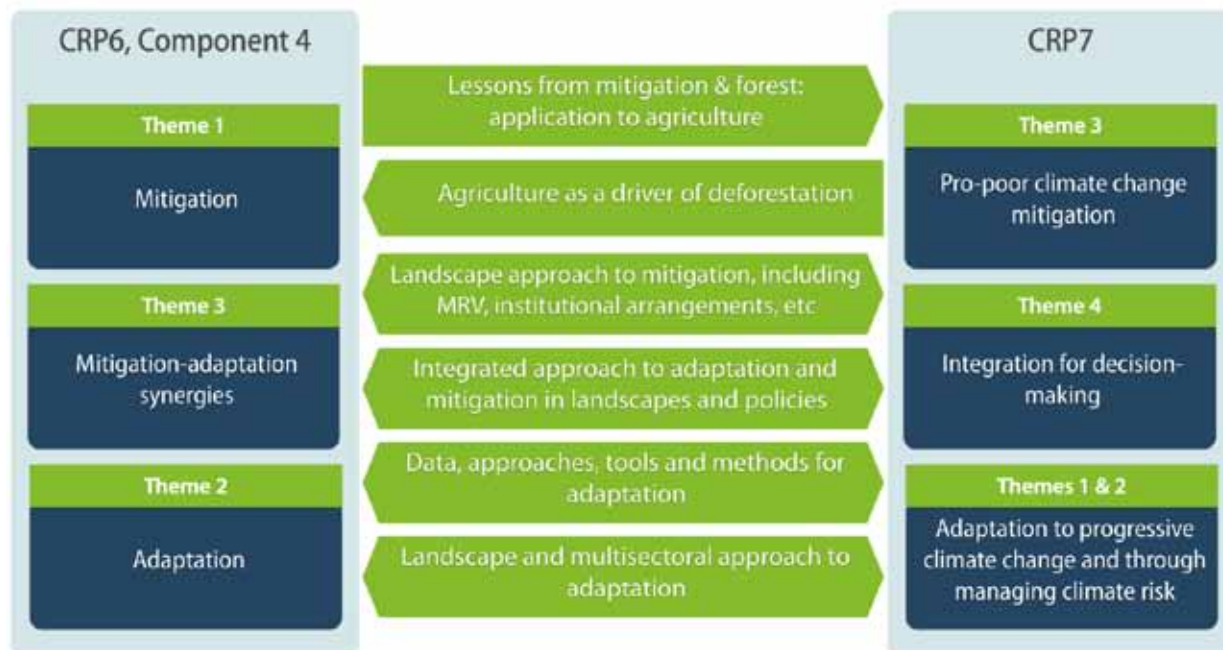 CRP6, Component 4
Theme 1
Mitigation
Theme 3
Mitigation-adaptation
synergies
Theme 2
Adaptation
Lessons from mitigation & forest:
application to agriculture
Agriculture as a driver of deforestation
Landscape approach to mitigation, including
MRV, institutional arrangements, etc
Integrated approach to adaptation and
mitigation in landscapes and policies
Data, approaches, tools and methods for
adaptation
Landscape and multisectoral approach to
adaptation
CRP7
Theme 3
Pro-poor climate change
mitigation
Theme 4
Integration for decision-
making
Themes 1 & 2
Adaptation to progressive
climate change and through
managing climate risk